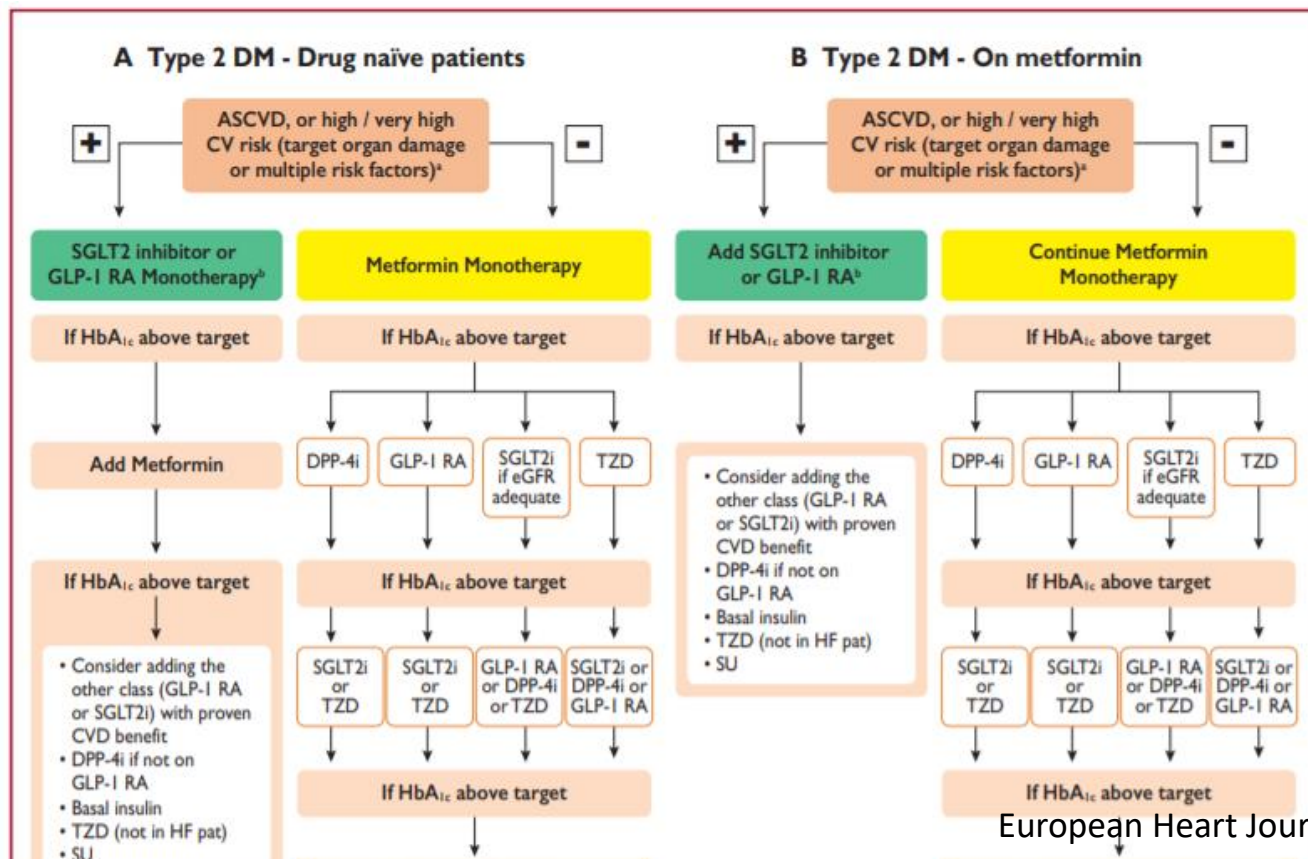 A Type 2 DM - Drug naïve patients
+
ASCVD, or high / very high
CV risk (target organ damage
or multiple risk factors)ᵃ
-
SGLT2 inhibitor or
GLP-1 RA Monotherapyᵇ
Metformin Monotherapy
If HbA₁c above target
If HbA₁c above target
Add Metformin
DPP-4i
GLP-1 RA
SGLT2i
if eGFR
adequate
TZD
If HbA₁c above target
If HbA₁c above target
• Consider adding the
other class (GLP-1 RA
or SGLT2i) with proven
CVD benefit
• DPP-4i if not on
GLP-1 RA
• Basal insulin
• TZD (not in HF pat)
• SU
SGLT2i
or
TZD
SGLT2i
or
TZD
GLP-1 RA
or DPP-4i
or TZD
SGLT2i or
DPP-4i or
GLP-1 RA
If HbA₁c above target
B Type 2 DM - On metformin
+
ASCVD, or high / very high
CV risk (target organ damage
or multiple risk factors)ᵃ
-
Add SGLT2 inhibitor
or GLP-1 RAᵇ
Continue Metformin
Monotherapy
If HbA₁c above target
If HbA₁c above target
• Consider adding the
other class (GLP-1 RA
or SGLT2i) with proven
CVD benefit
• DPP-4i if not on
GLP-1 RA
• Basal insulin
• TZD (not in HF pat)
• SU
DPP-4i
GLP-1 RA
SGLT2i
if eGFR
adequate
TZD
If HbA₁c above target
SGLT2i
or
TZD
SGLT2i
or
TZD
GLP-1 RA
or DPP-4i
or TZD
SGLT2i or
DPP-4i or
GLP-1 RA
If HbA₁c above target
European Heart Jour